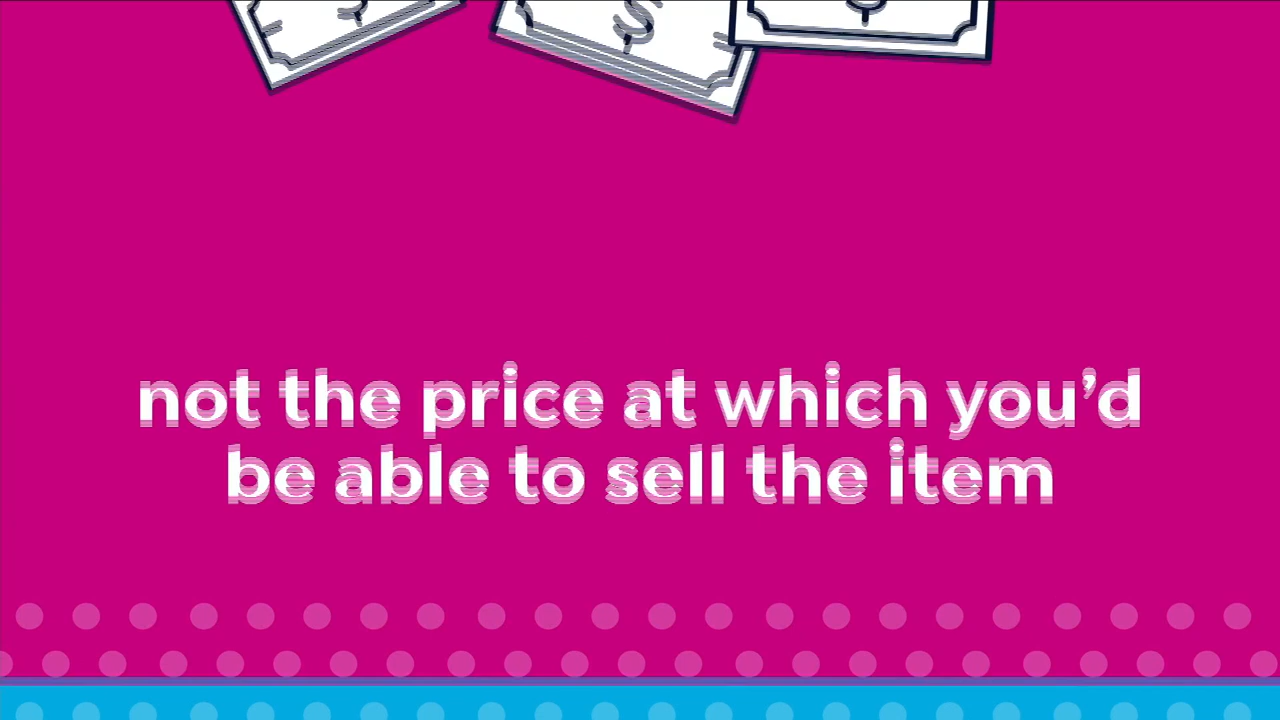 $ $ $
not the price at which you’d
be able to sell the item